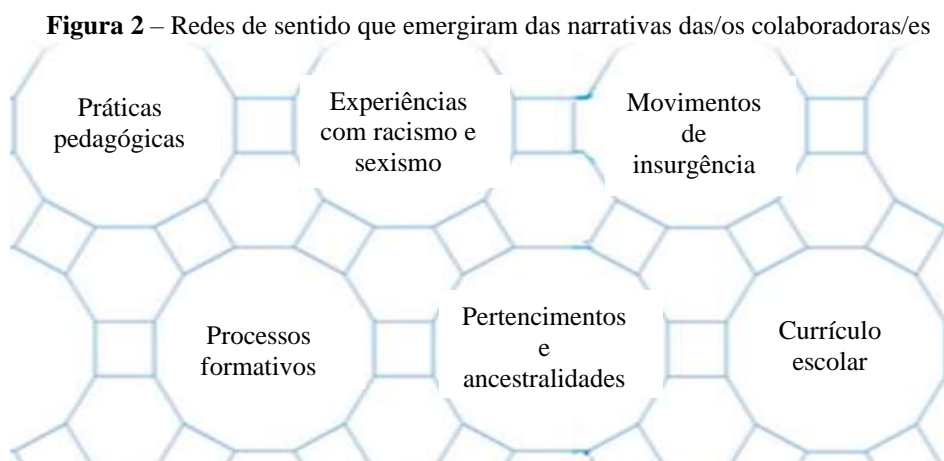 Figura 2 – Redes de sentido que emergiram das narrativas das/os colaboradoras/es
Práticas
pedagógicas
Experiências
com racismo e
sexismo
Movimentos
de
insurgência
Processos
formativos
Pertencimentos
e
ancestralidades
Currículo
escolar